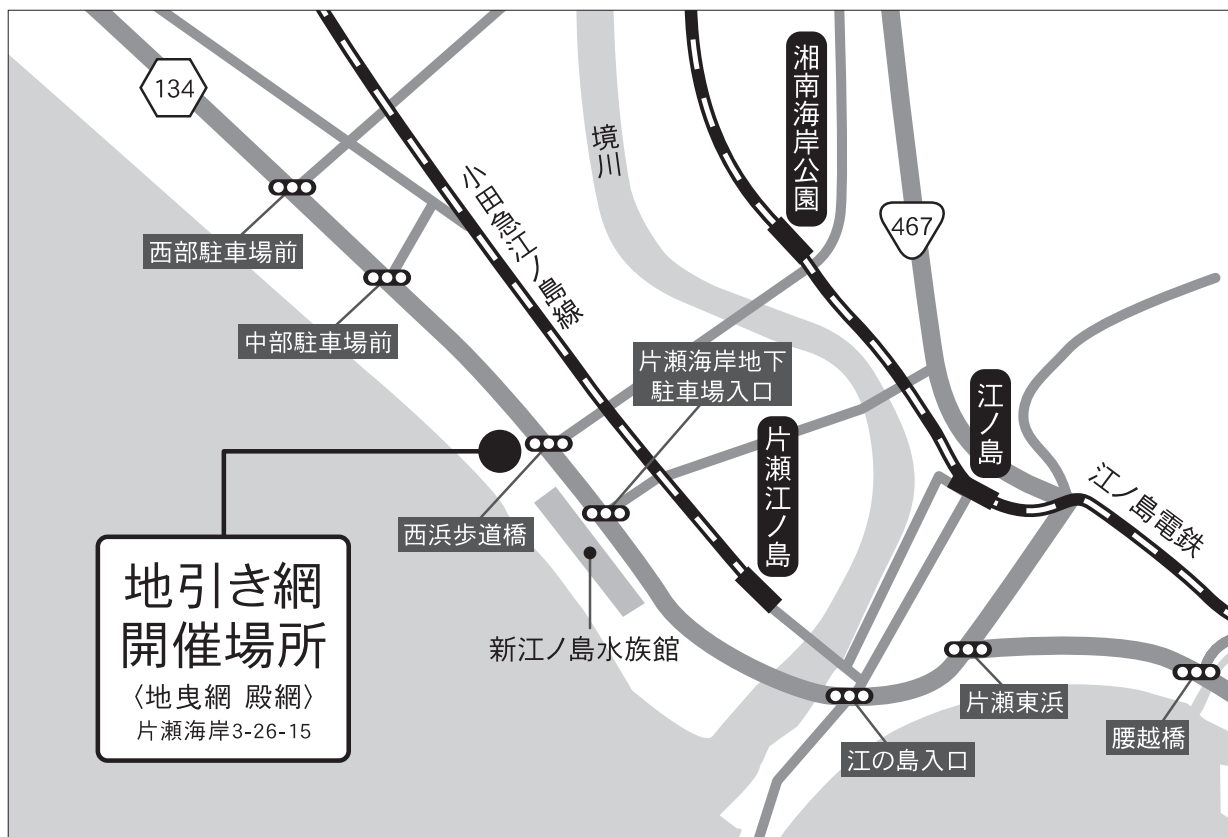 134
湘南海岸公園
境川
467
小田急江ノ島線
西部駐車場前
中部駐車場前
片瀬海岸地下
駐車場入口
江ノ島
片瀬江ノ島
江ノ島電鉄
西浜歩道橋
地引き網
開催場所
〈地曳網 殿網〉
片瀬海岸3-26-15
新江ノ島水族館
片瀬東浜
腰越橋
江の島入口